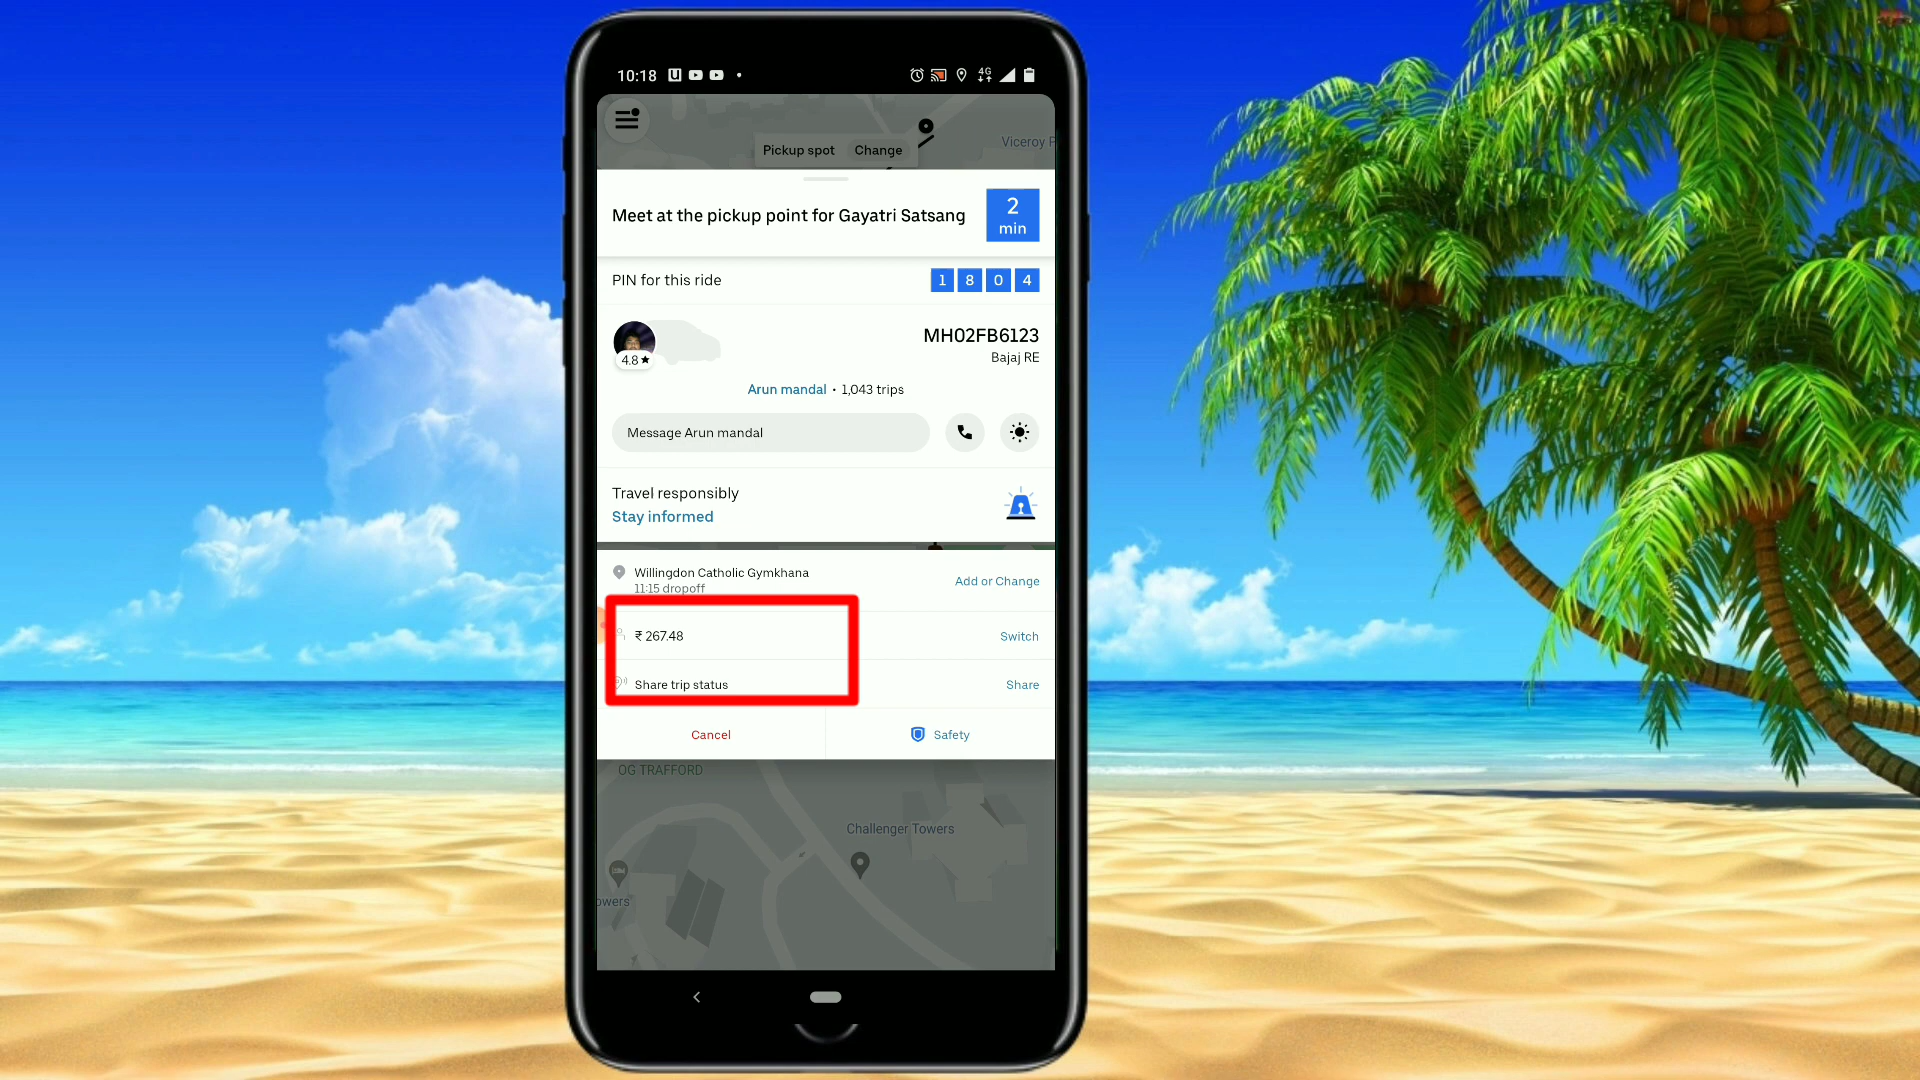 10:18
4G
Viceroy P
Pickup spot Change
Meet at the pickup point for Gayatri Satsang
2
min
PIN for this ride
1 8 0 4
4.8★
MH02FB6123
Bajaj RE
Arun mandal • 1,043 trips
Message Arun mandal
Travel responsibly
Stay informed
Willingdon Catholic Gymkhana
11:15 dropoff
Add or Change
₹ 267.48
Switch
Share trip status
Share
Cancel
Safety
OG TRAFFORD
Challenger Towers
owers